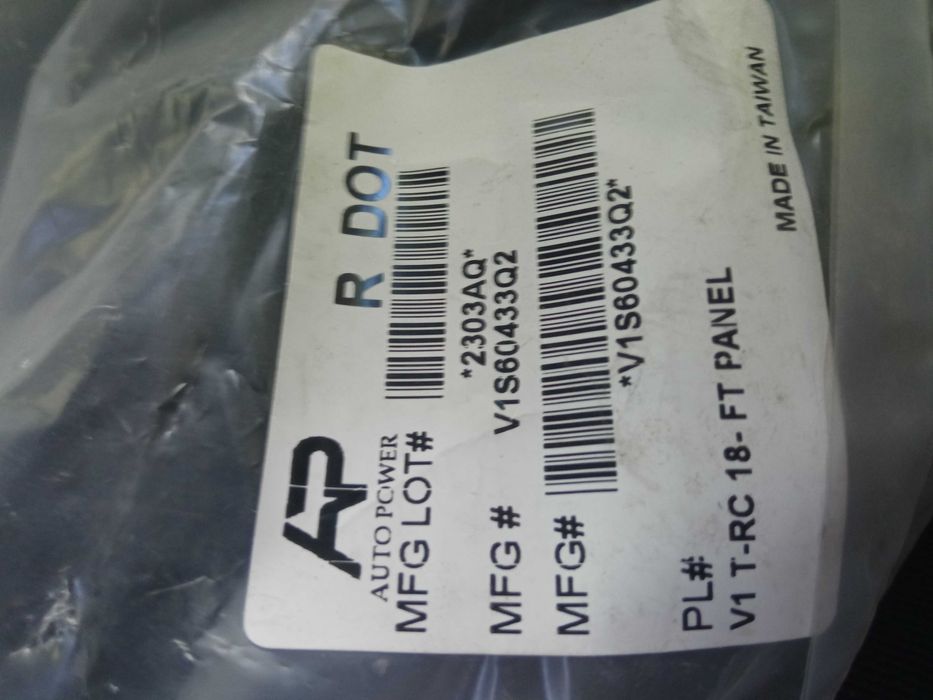 AP
AUTO POWER
R DOT
MFG LOT#
*2303AQ*
MFG # V1S60433Q2
MFG#
*V1S60433Q2*
PL#:
V1 T-RC 18- FT PANEL
MADE IN TAIWAN